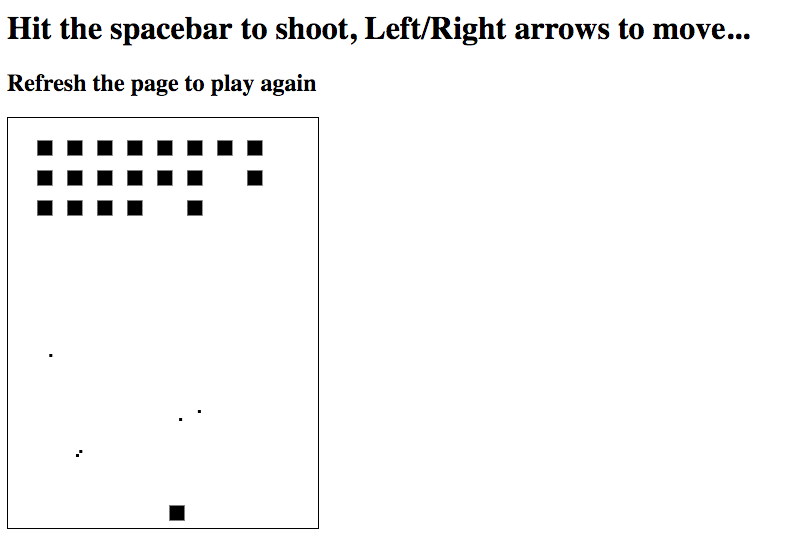 Hit the spacebar to shoot, Left/Right arrows to move...
Refresh the page to play again